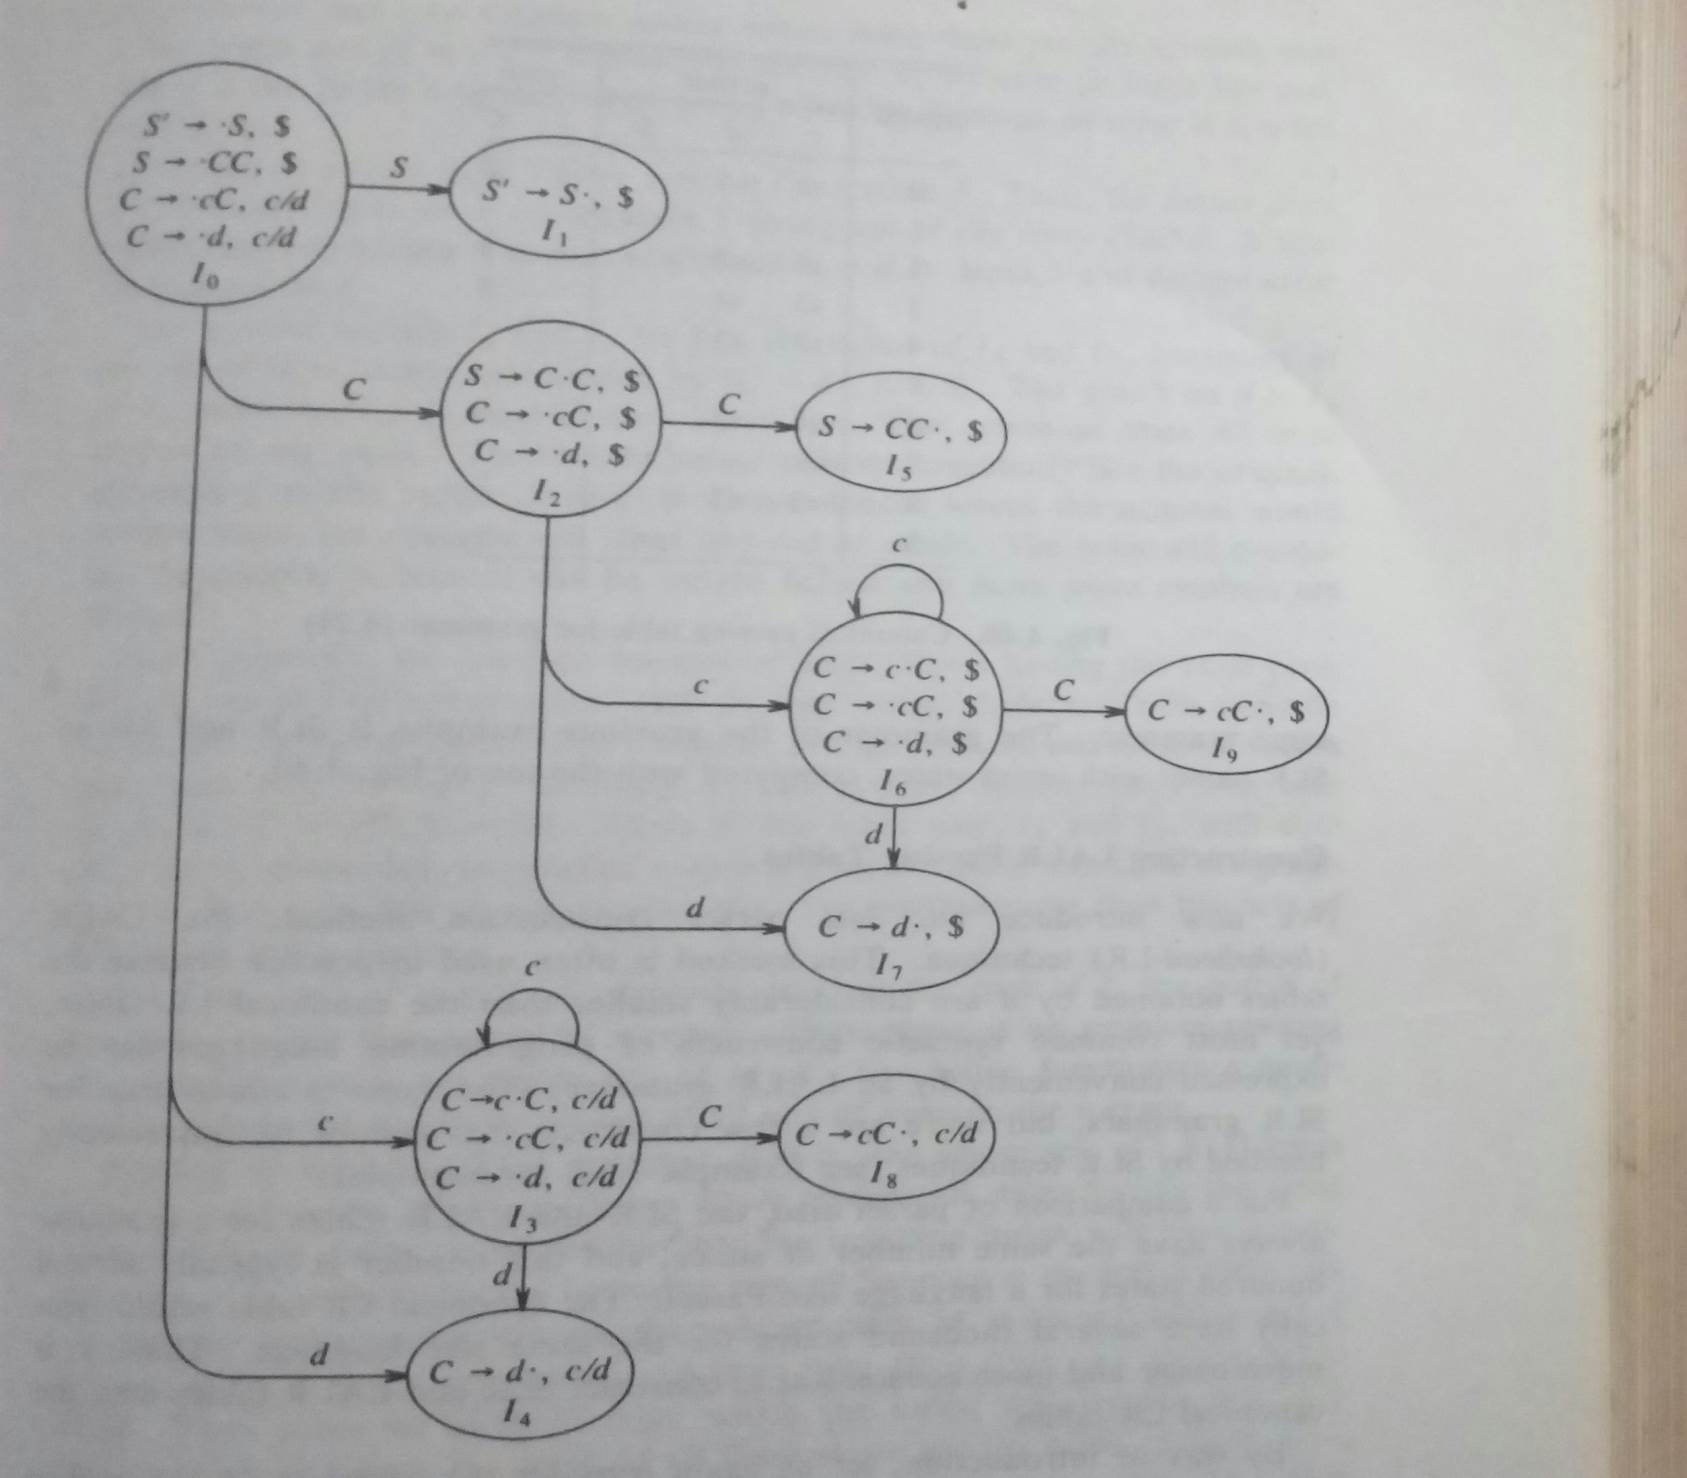 S' → ·S, $
S → ·CC, $
C → ·cC, c/d
C → ·d, c/d
I₀
S
S' → S·, $
I₁
C
S → C·C, $
C → ·cC, $
C → ·d, $
I₂
C
S → CC·, $
I₅
c
c
C → c·C, $
C → ·cC, $
C → ·d, $
I₆
C
C → cC·, $
I₉
d
d
C → d·, $
I₇
c
c
C → c·C, c/d
C → ·cC, c/d
C → ·d, c/d
I₃
C
C → cC·, c/d
I₈
d
d
C → d·, c/d
I₄